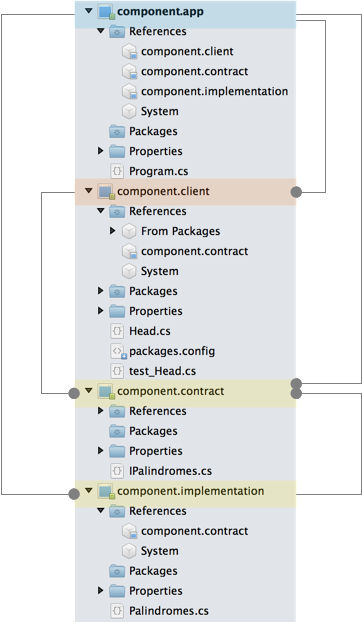 component.app
References
component.client
component.contract
component.implementation
System
Packages
Properties
Program.cs
component.client
References
From Packages
component.contract
System
Packages
Properties
Head.cs
packages.config
test_Head.cs
component.contract
References
Packages
Properties
IPalindromes.cs
component.implementation
References
component.contract
System
Packages
Properties
Palindromes.cs